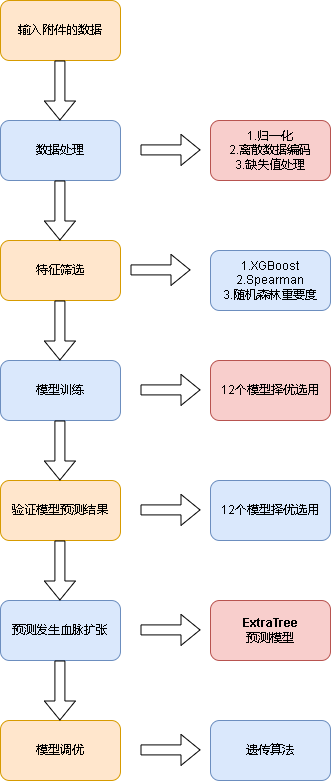 输入附件的数据
数据处理
1.归一化
2.离散数据编码
3.缺失值处理
特征筛选
1.XGBoost
2.Spearman
3.随机森林重要度
模型训练
12个模型择优选用
验证模型预测结果
12个模型择优选用
预测发生血脉扩张
ExtraTree
预测模型
模型调优
遗传算法